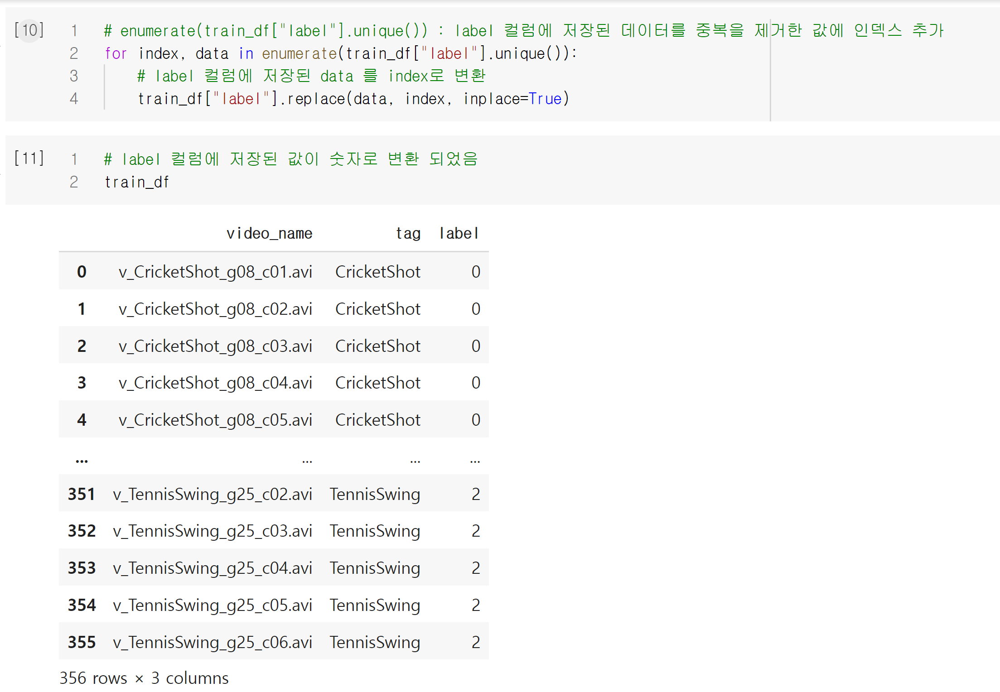 [10] 1 # enumerate(train_df["label"].unique()) : label 컬럼에 저장된 데이터를 중복을 제거한 값에 인덱스 추가
2 for index, data in enumerate(train_df["label"].unique()):
3 # label 컬럼에 저장된 data 를 index로 변환
4 train_df["label"].replace(data, index, inplace=True)
[11] 1 # label 컬럼에 저장된 값이 숫자로 변환 되었음
2 train_df
video_name tag label
0 v_CricketShot_g08_c01.avi CricketShot 0
1 v_CricketShot_g08_c02.avi CricketShot 0
2 v_CricketShot_g08_c03.avi CricketShot 0
3 v_CricketShot_g08_c04.avi CricketShot 0
4 v_CricketShot_g08_c05.avi CricketShot 0
... ... ... ...
351 v_TennisSwing_g25_c02.avi TennisSwing 2
352 v_TennisSwing_g25_c03.avi TennisSwing 2
353 v_TennisSwing_g25_c04.avi TennisSwing 2
354 v_TennisSwing_g25_c05.avi TennisSwing 2
355 v_TennisSwing_g25_c06.avi TennisSwing 2
356 rows × 3 columns